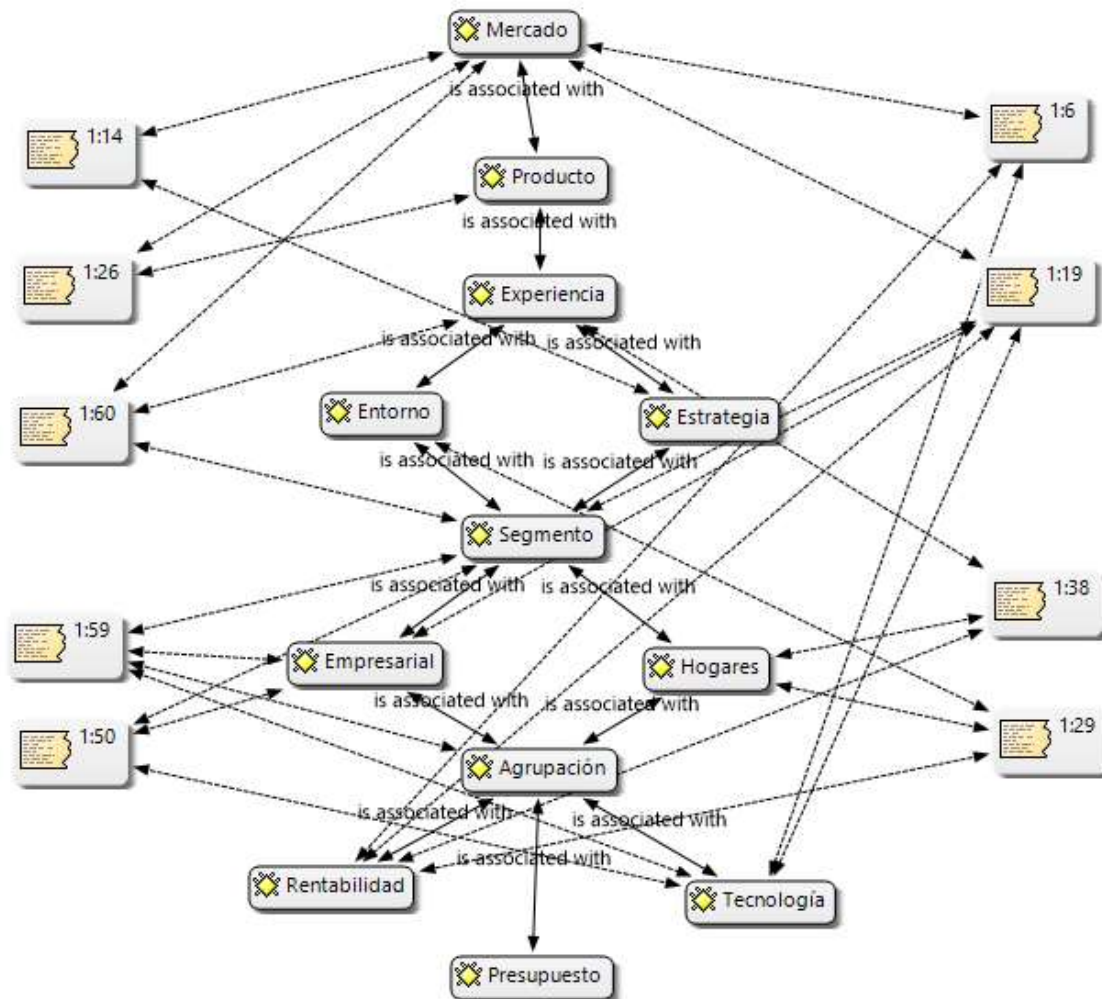 Mercado
is associated with
1:14
1:6
Producto
is associated with
1:26
1:19
Experiencia
is associated with
is associated with
1:60
Entorno
Estrategia
is associated with
is associated with
Segmento
is associated with
is associated with
1:38
1:59
Empresarial
Hogares
is associated with
is associated with
1:50
1:29
Agrupación
is associated with
is associated with
is associated with
Rentabilidad
Tecnología
Presupuesto